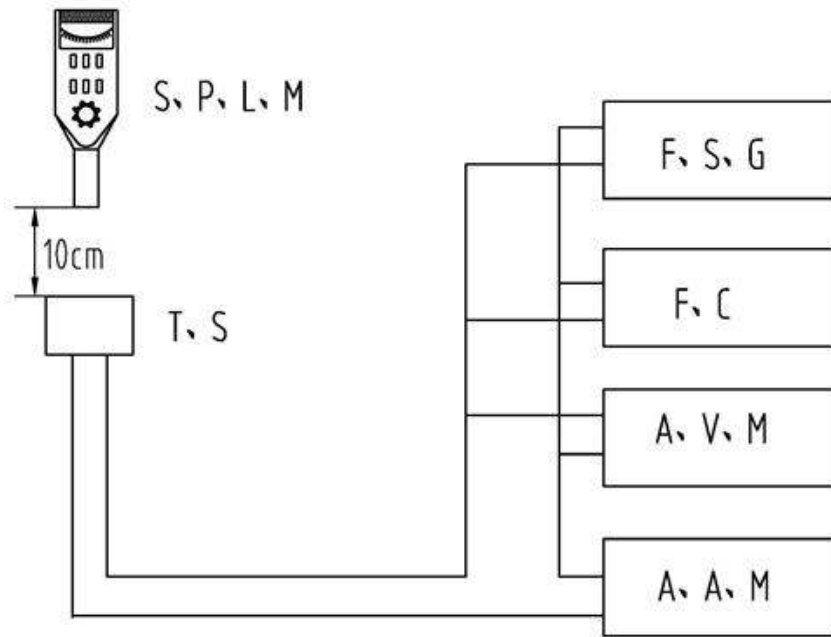 S、P、L、M
F、S、G
10cm
T、S
F、C
A、V、M
A、A、M